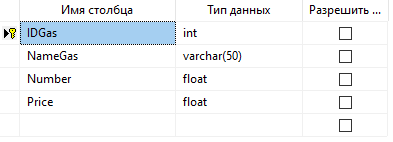 Имя столбца Тип данных Разрешить ...
IDGas int
NameGas varchar(50)
Number float
Price float